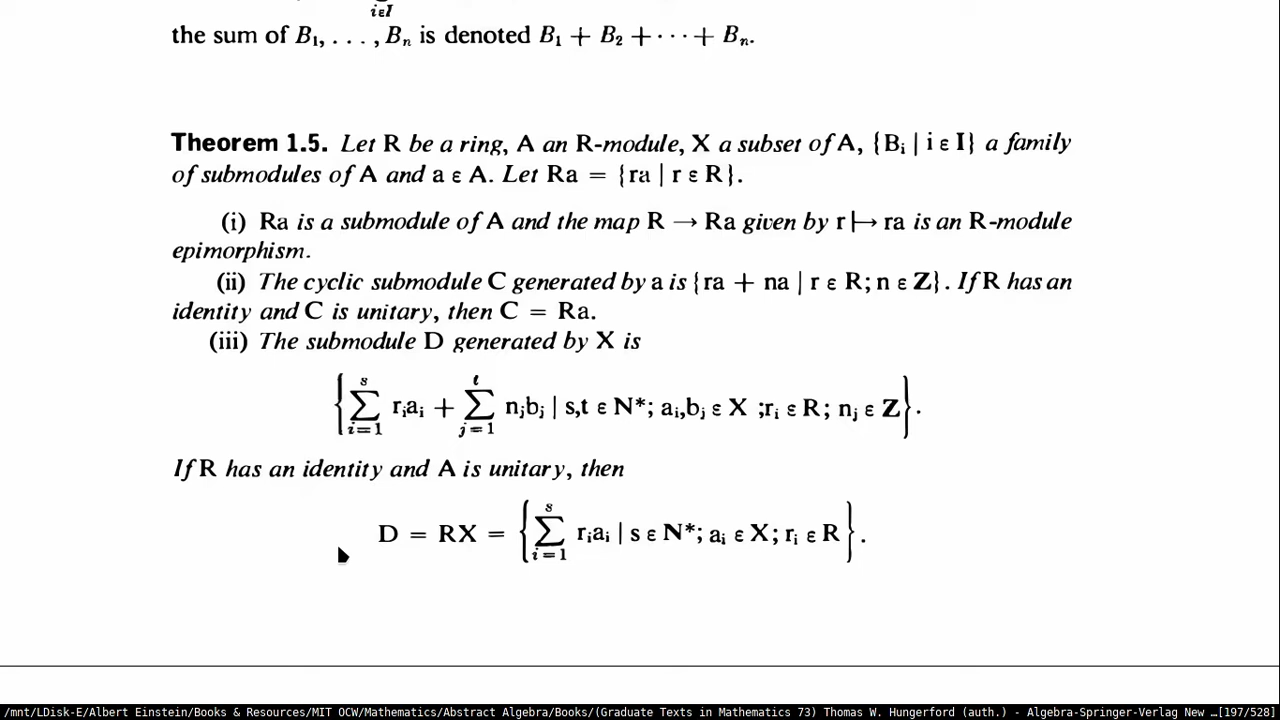 iεI
the sum of B₁, . . . , Bₙ is denoted B₁ + B₂ + · · · + Bₙ.
Theorem 1.5. Let R be a ring, A an R-module, X a subset of A, {Bᵢ | i ε I} a family
of submodules of A and a ε A. Let Ra = {ra | r ε R}.
(i) Ra is a submodule of A and the map R → Ra given by r ↦ ra is an R-module
epimorphism.
(ii) The cyclic submodule C generated by a is {ra + na | r ε R; n ε Z}. If R has an
identity and C is unitary, then C = Ra.
(iii) The submodule D generated by X is
{∑ᵢ₌₁ˢ rᵢaᵢ + ∑ⱼ₌₁ᵗ nⱼbⱼ | s,t ε N*; aᵢ,bⱼ ε X ;rᵢ ε R; nⱼ ε Z}.
If R has an identity and A is unitary, then
D = RX = {∑ᵢ₌₁ˢ rᵢaᵢ | s ε N*; aᵢ ε X; rᵢ ε R}.
/mnt/LDisk-E/Albert Einstein/Books & Resources/MIT OCW/Mathematics/Abstract Algebra/Books/(Graduate Texts in Mathematics 73) Thomas W. Hungerford (auth.) - Algebra-Springer-Verlag New …[197/528]